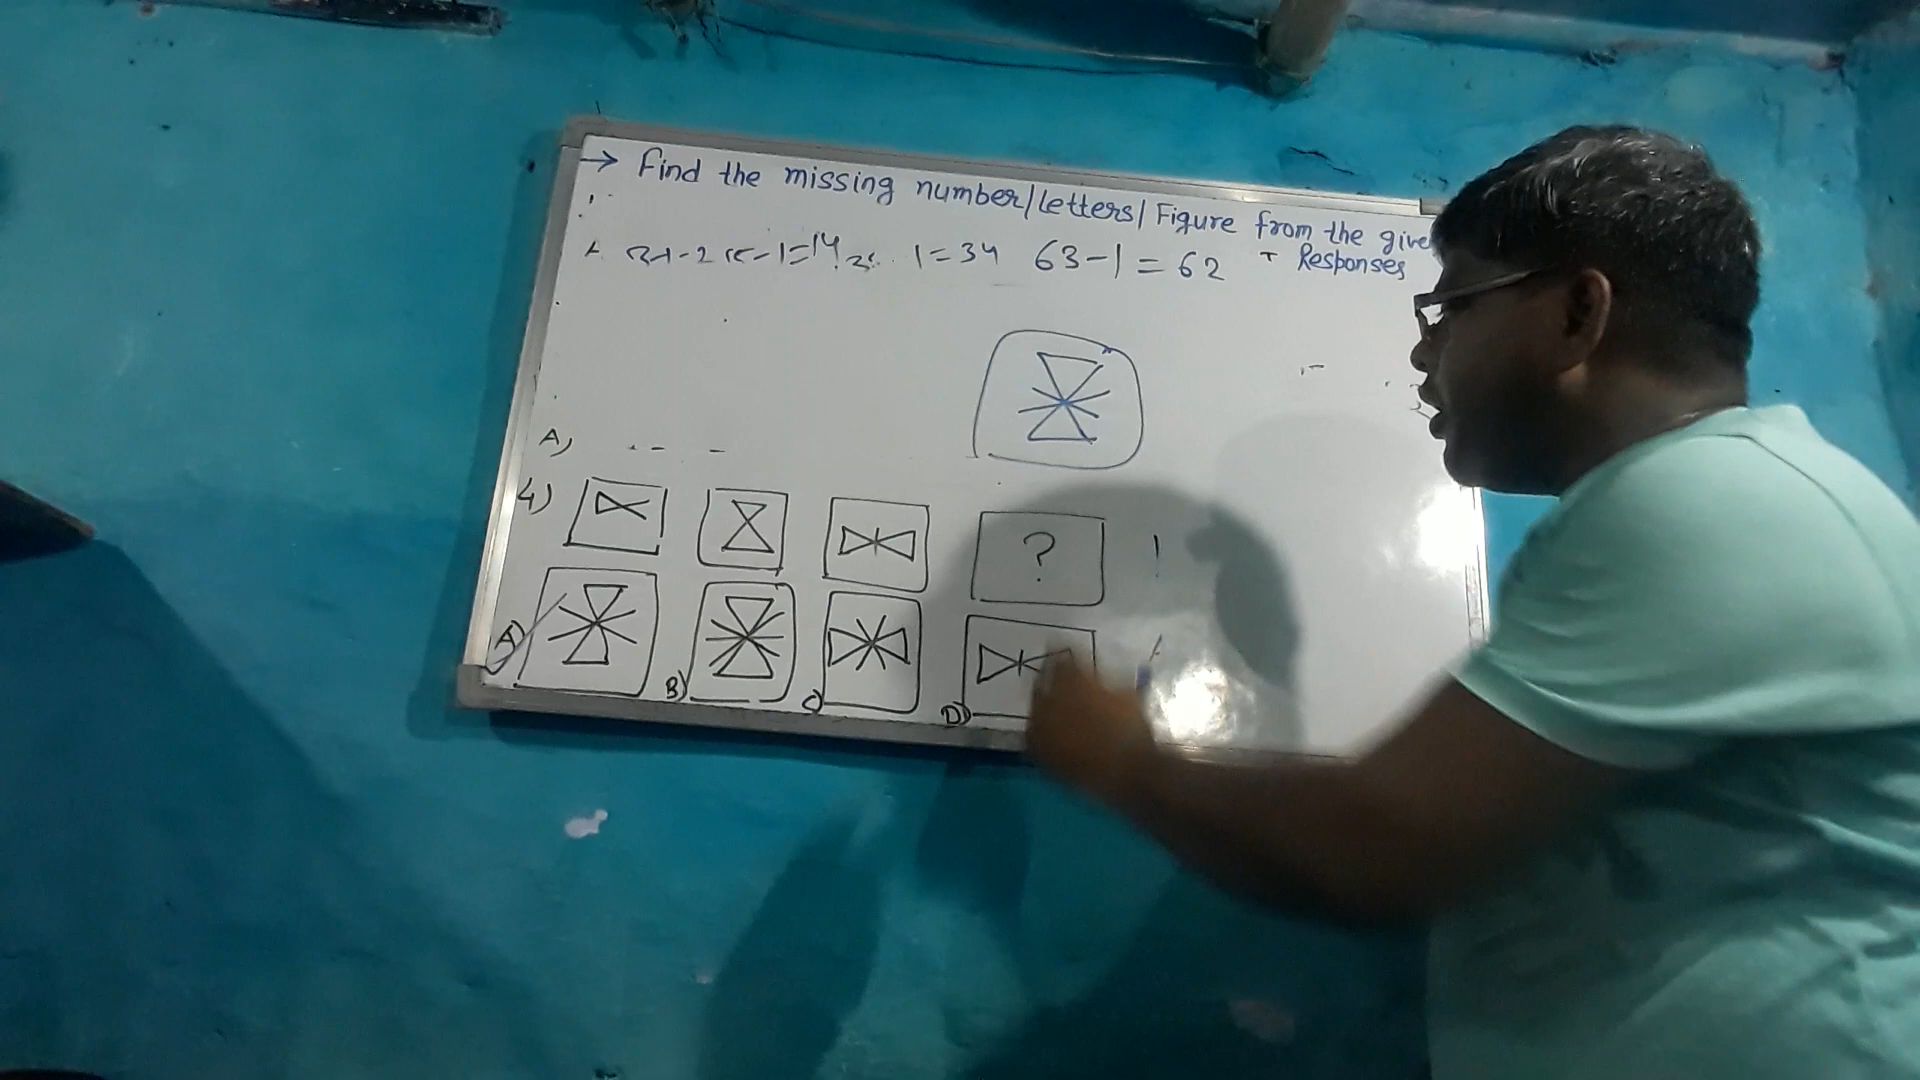 → Find the missing number/Letters/Figure from the give
Responses
1=34 63-1=62
A)
4)
?
A)
B)
C)
D)